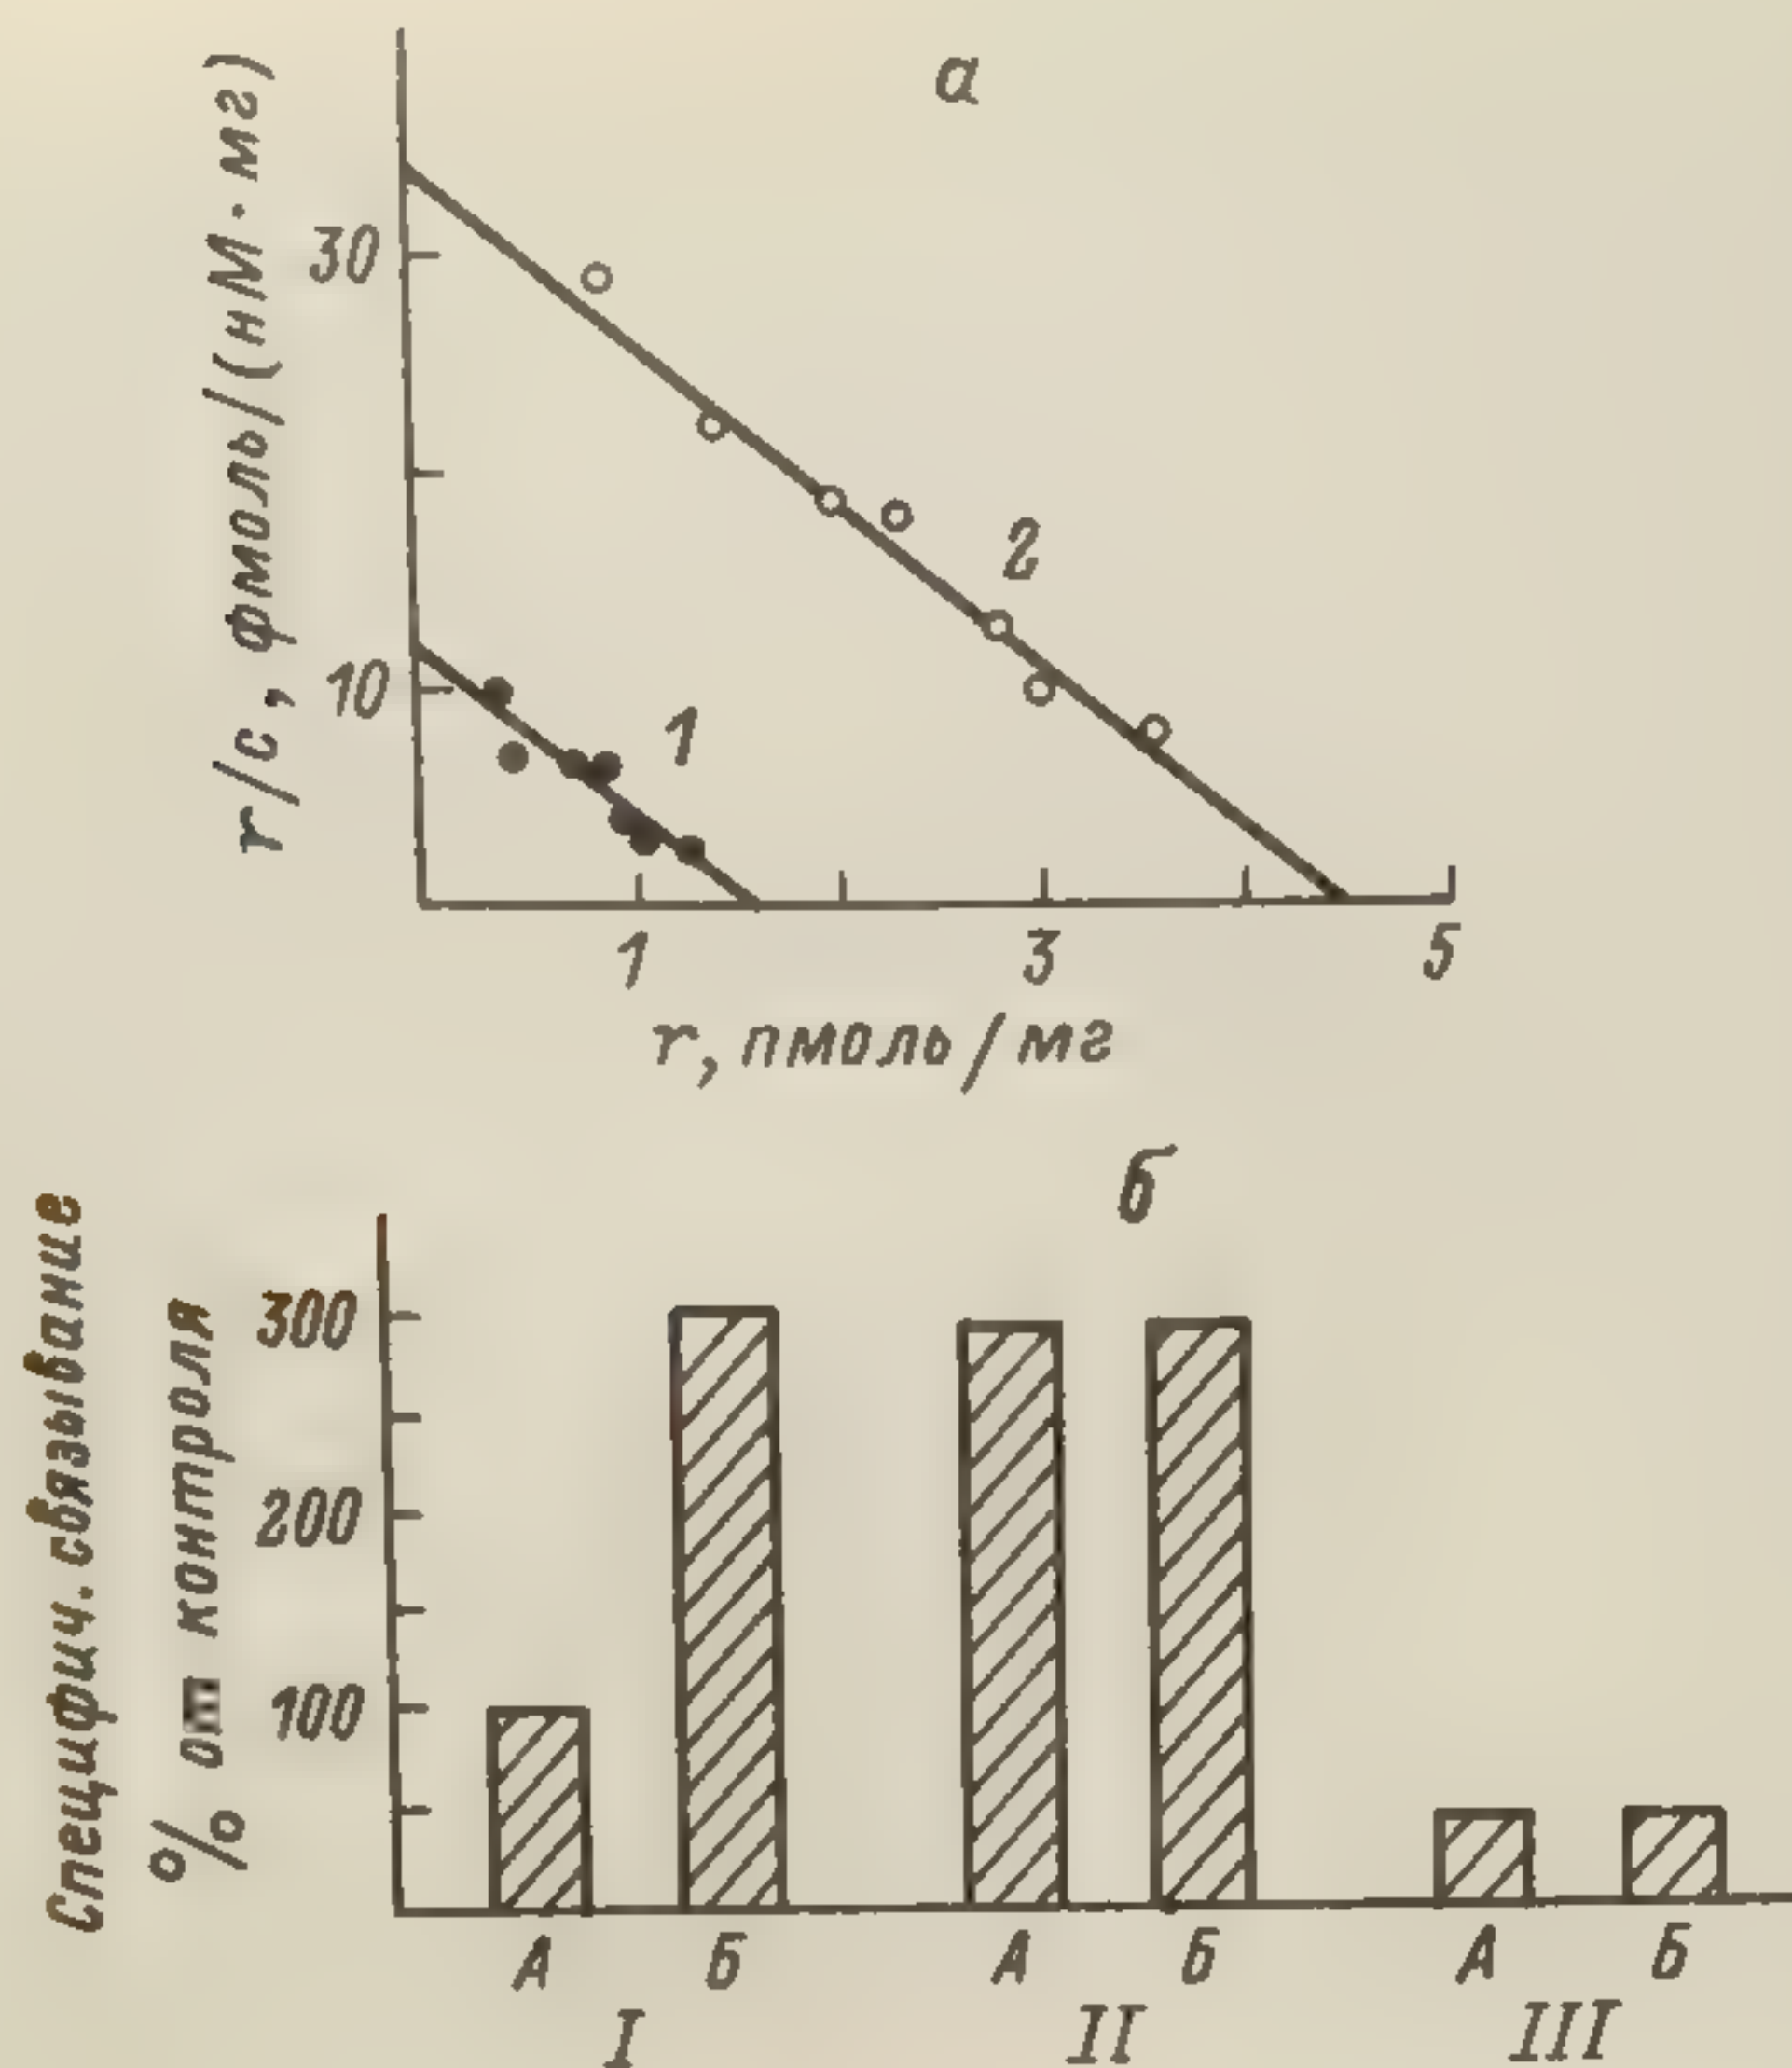 а
r/c, фмоль/(нМ·мг)
30
10
2
1
1 3 5
r, пмоль/мг
б
Специфич. связывание
% от контроля
300
200
100
А Б А Б А Б
I II III